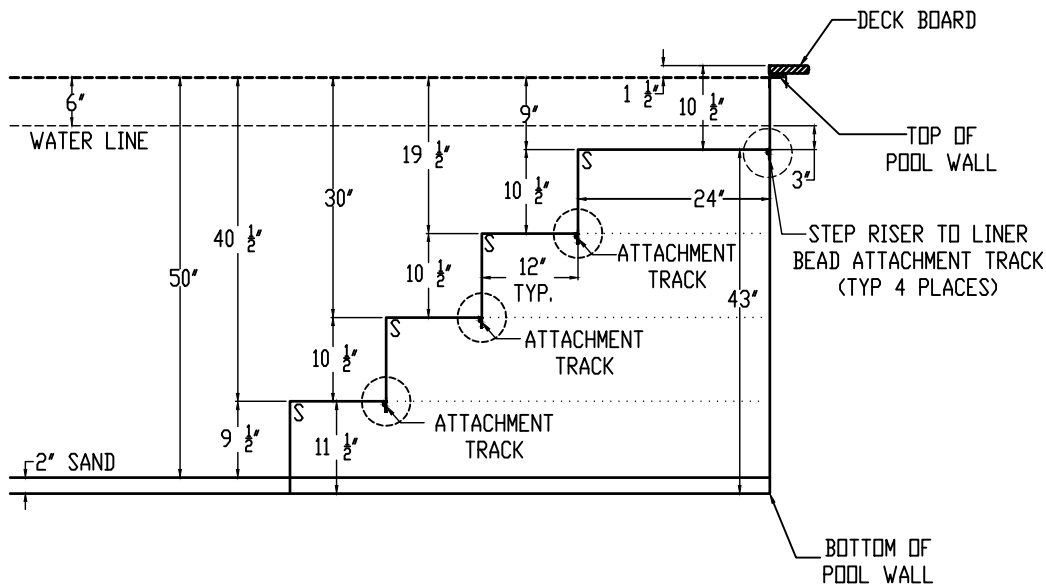 DECK BOARD
6"
1 1/2"
10 1/2"
9"
WATER LINE
TOP OF
POOL WALL
19 1/2"
S
3"
10 1/2"
24"
30"
40 1/2"
S
ATTACHMENT
TRACK
STEP RISER TO LINER
BEAD ATTACHMENT TRACK
(TYP 4 PLACES)
50"
10 1/2"
12"
TYP.
43"
S
ATTACHMENT
TRACK
10 1/2"
S
ATTACHMENT
TRACK
9 1/2"
11 1/2"
2" SAND
BOTTOM OF
POOL WALL